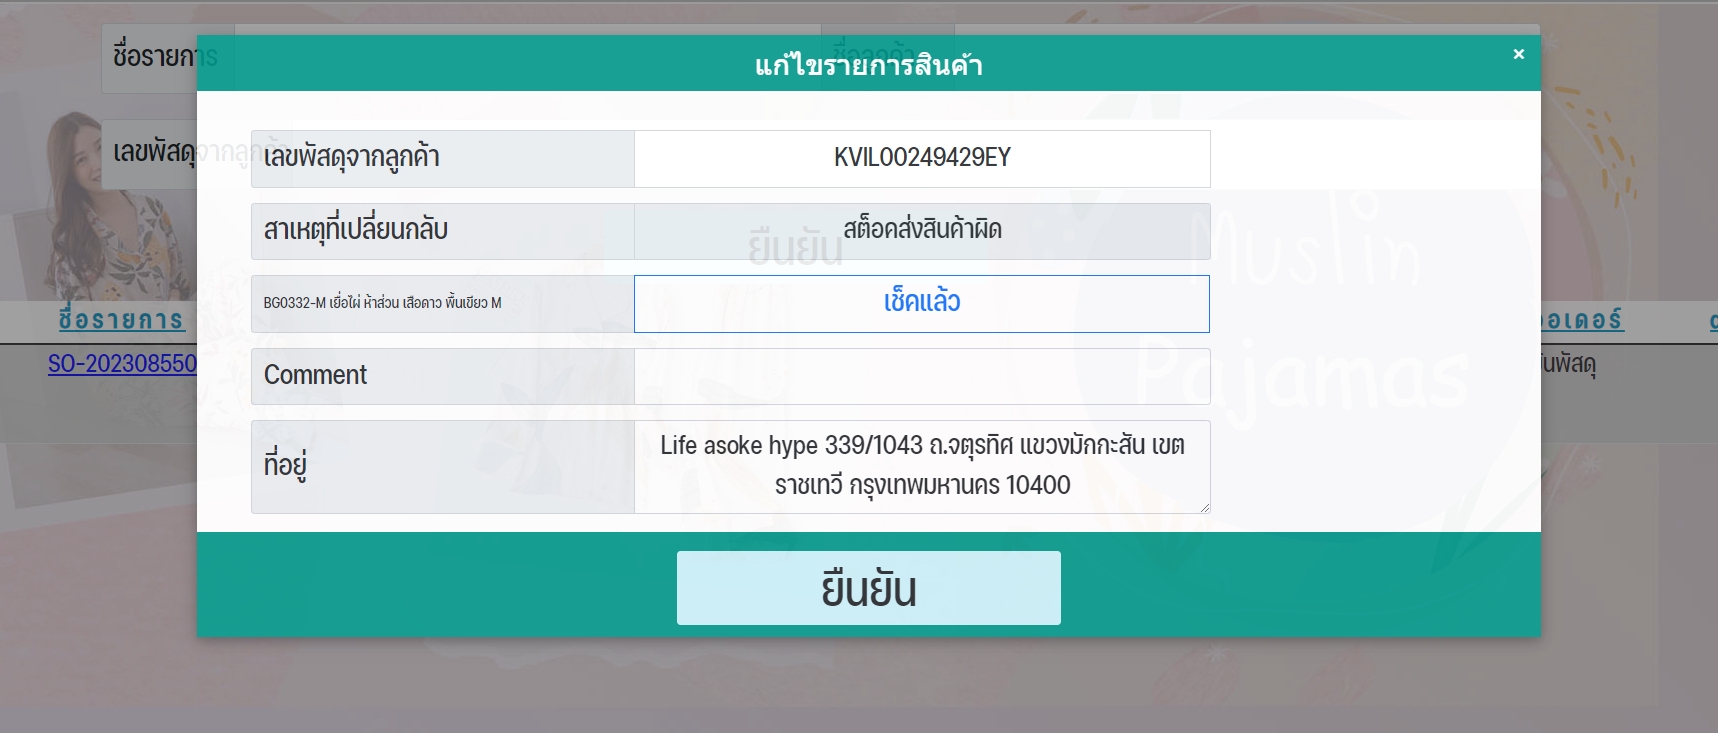 ชื่อรายการ
ชื่อลูกค้า
แก้ไขรายการสินค้า
×
เลขพัสดุจากลูกค้า
เลขพัสดุจากลูกค้า KVIL00249429EY
สาเหตุที่เปลี่ยนกลับ สต็อคส่งสินค้าผิด
ยืนยัน
Muslin
Pajamas
BG0332-M เยื่อไผ่ ห้าส่วน เสือดาว พื้นเขียว M เช็คแล้ว
ชื่อรายการ
SO-202308550
Comment
ที่อยู่ Life asoke hype 339/1043 ถ.จตุรทิศ แขวงมักกะสัน เขต
ราชเทวี กรุงเทพมหานคร 10400
ยืนยัน